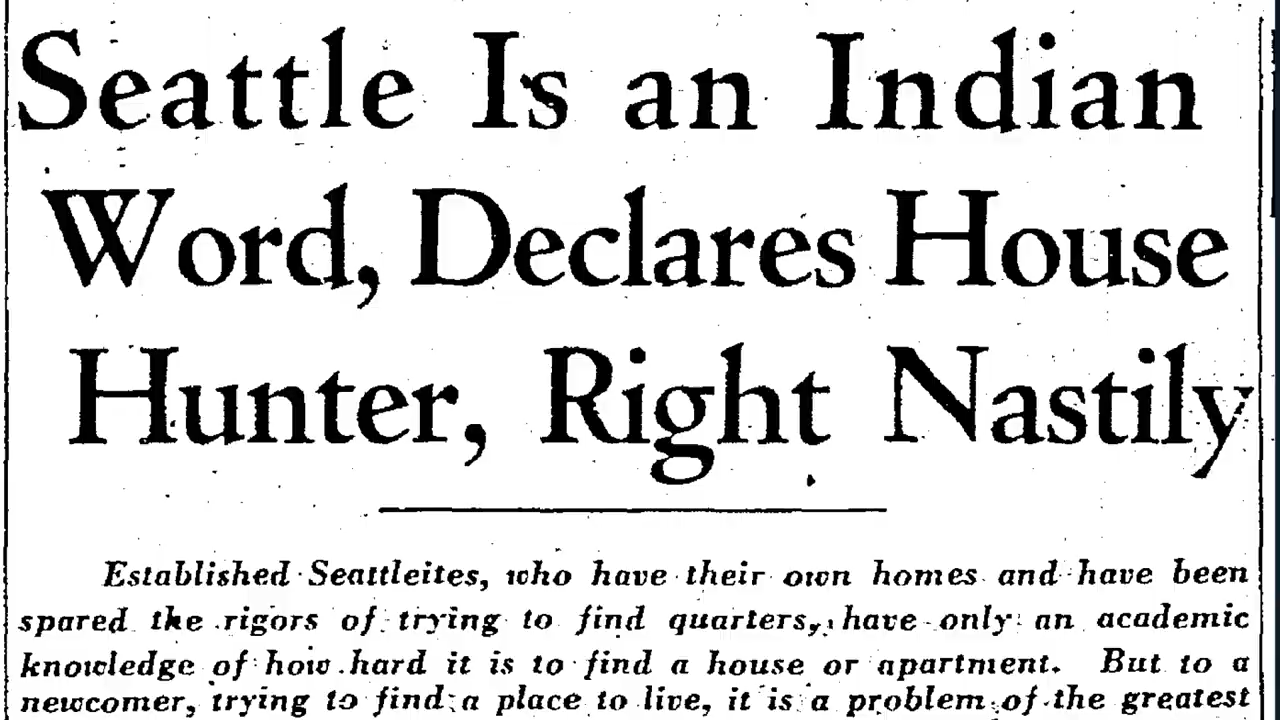 Seattle Is an Indian
Word, Declares House
Hunter, Right Nastily
Established Seattleites, who have their own homes and have been
spared the rigors of trying to find quarters, have only an academic
knowledge of how hard it is to find a house or apartment. But to a
newcomer, trying to find a place to live, it is a problem of the greatest